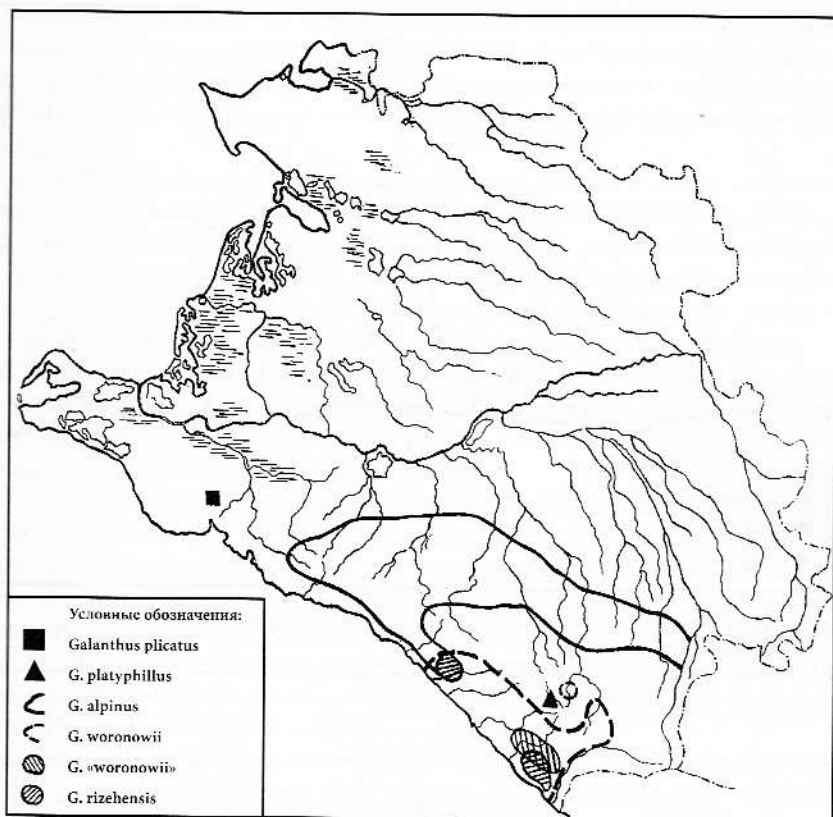 Условные обозначения:
Galanthus plicatus
G. platyphillus
G. alpinus
G. woronowii
G. «woronowii»
G. rizehensis